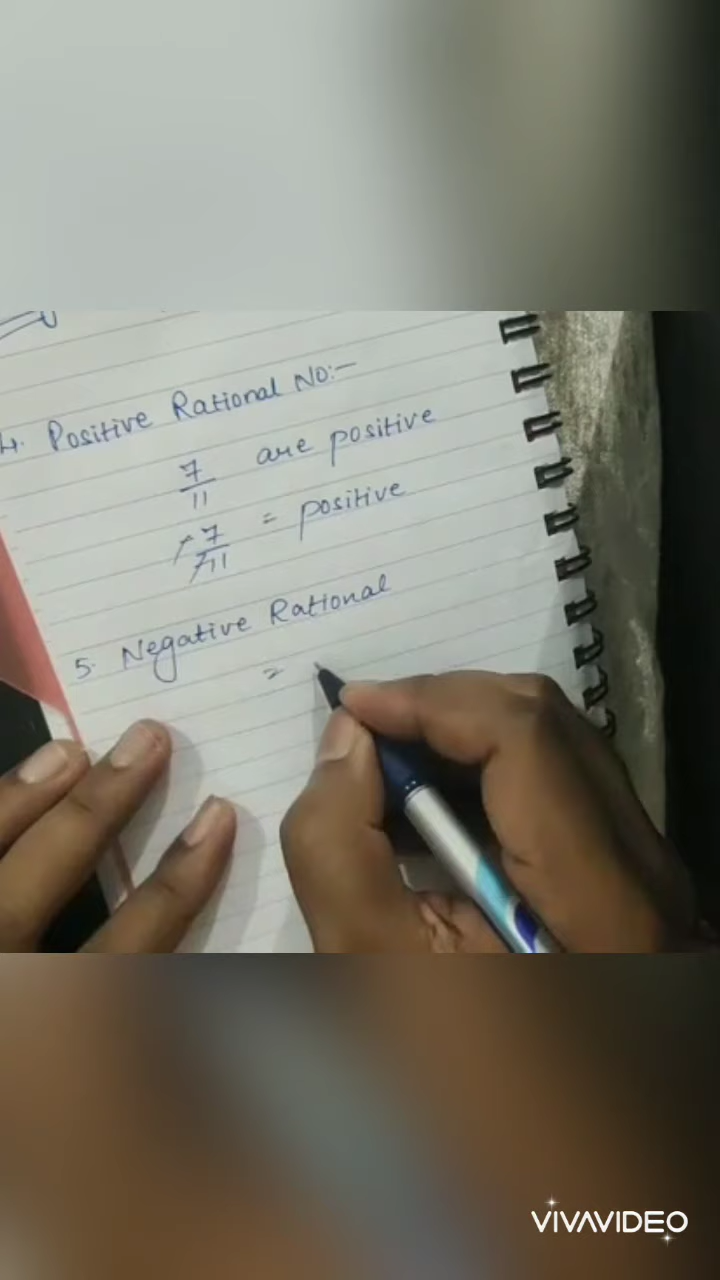 4. Positive Rational No:-
7/11 are positive
-7/-11 = positive
5. Negative Rational
=
VIVAVIDEO